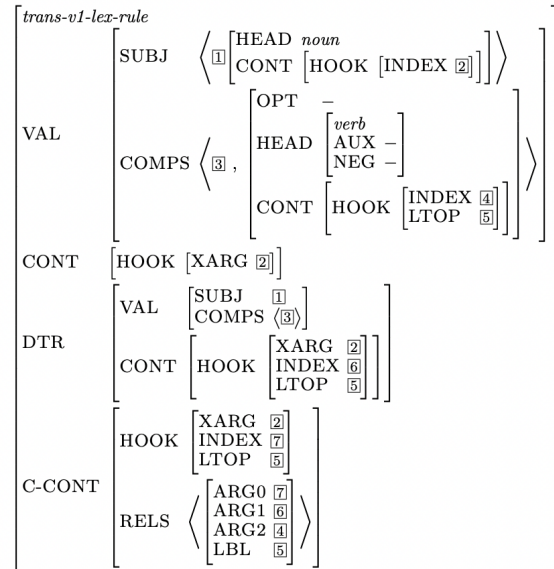 trans-v1-lex-rule
VAL
SUBJ ⟨ 1 [HEAD noun
CONT [HOOK [INDEX 2]]] ⟩
COMPS ⟨ 3 ,
OPT −
HEAD [verb
AUX −
NEG −]
CONT [HOOK [INDEX 4
LTOP 5]] ⟩
CONT [HOOK [XARG 2]]
DTR
VAL [SUBJ 1
COMPS ⟨3⟩]
CONT [HOOK [XARG 2
INDEX 6
LTOP 5]]
C-CONT
HOOK [XARG 2
INDEX 7
LTOP 5]
RELS ⟨ [ARG0 7
ARG1 6
ARG2 4
LBL 5] ⟩